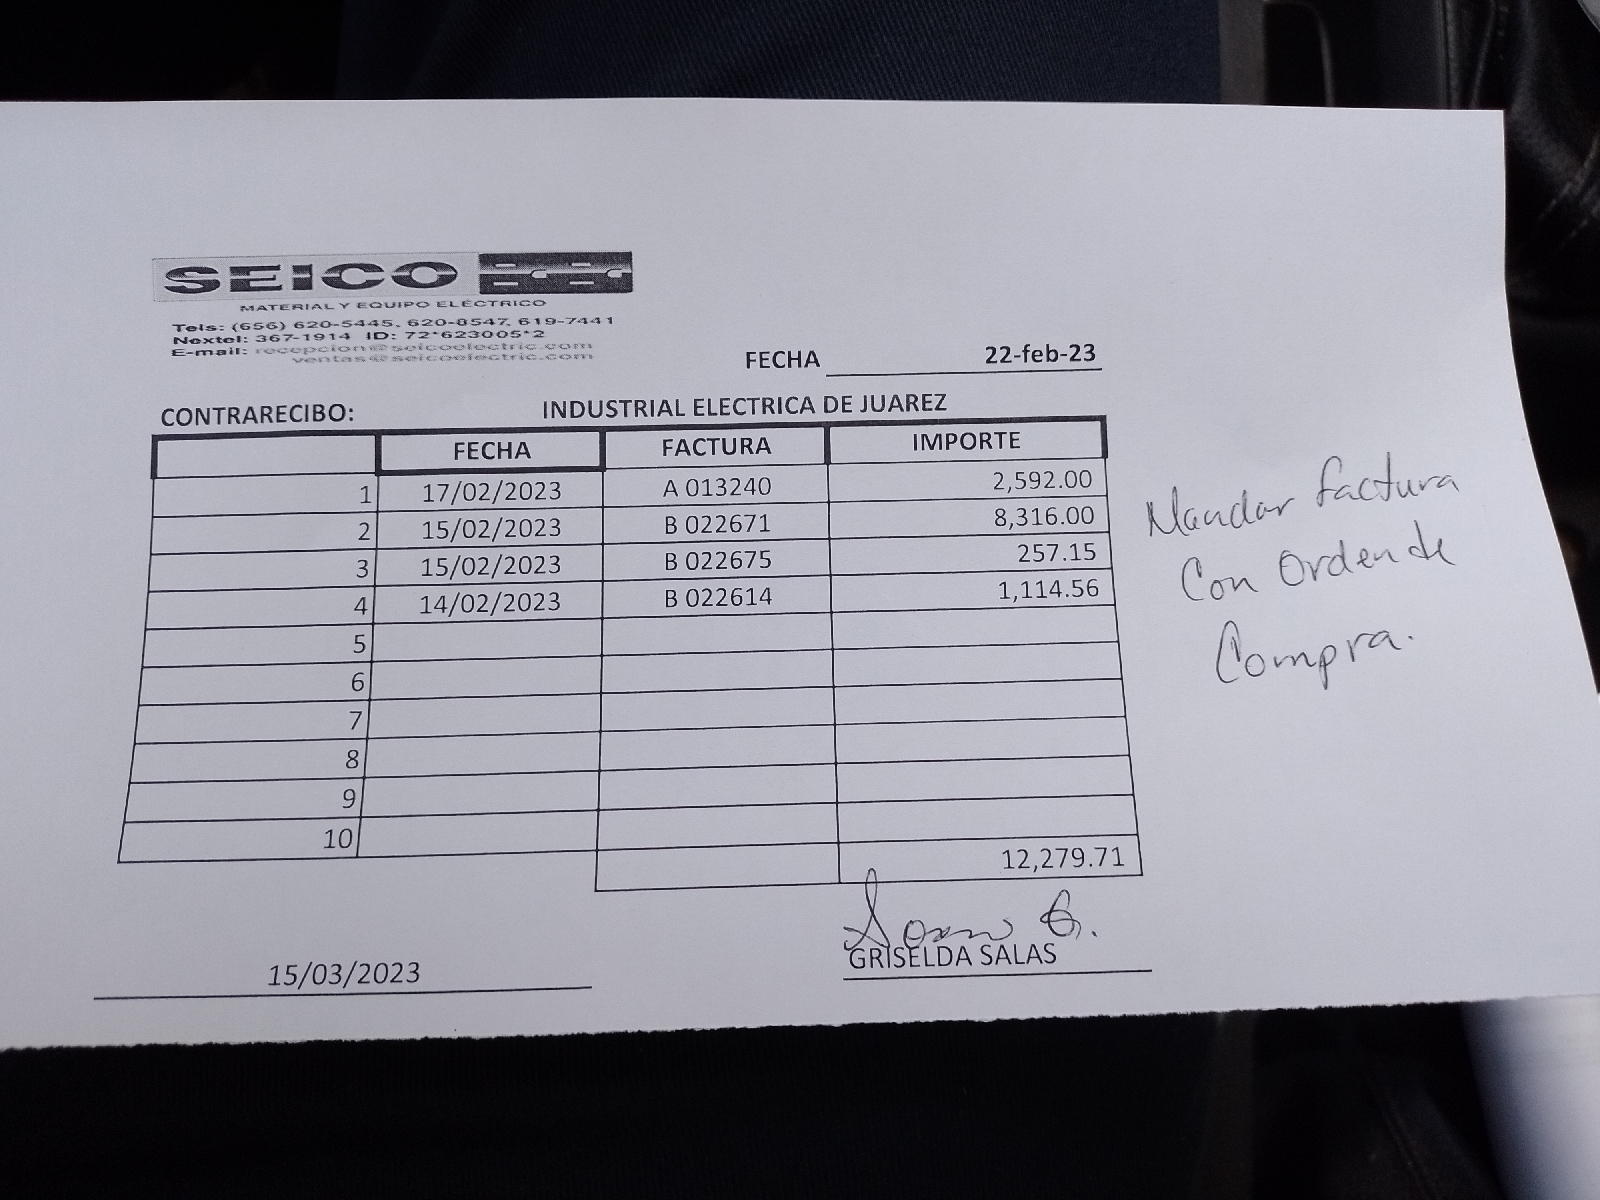 SEICO
MATERIAL Y EQUIPO ELÉCTRICO
Tels: (656) 620-5445, 620-8547, 619-7441
Nextel: 367-1914 ID: 72*623005*2
E-mail: recepcion@seicoelectric.com
ventas@seicoelectric.com
FECHA 22-feb-23
CONTRARECIBO: INDUSTRIAL ELECTRICA DE JUAREZ
FECHA FACTURA IMPORTE
1 17/02/2023 A 013240 2,592.00
2 15/02/2023 B 022671 8,316.00
3 15/02/2023 B 022675 257.15
4 14/02/2023 B 022614 1,114.56
5
6
7
8
9
10
12,279.71
Mandar factura
Con Orden de
Compra.
GRISELDA SALAS
15/03/2023